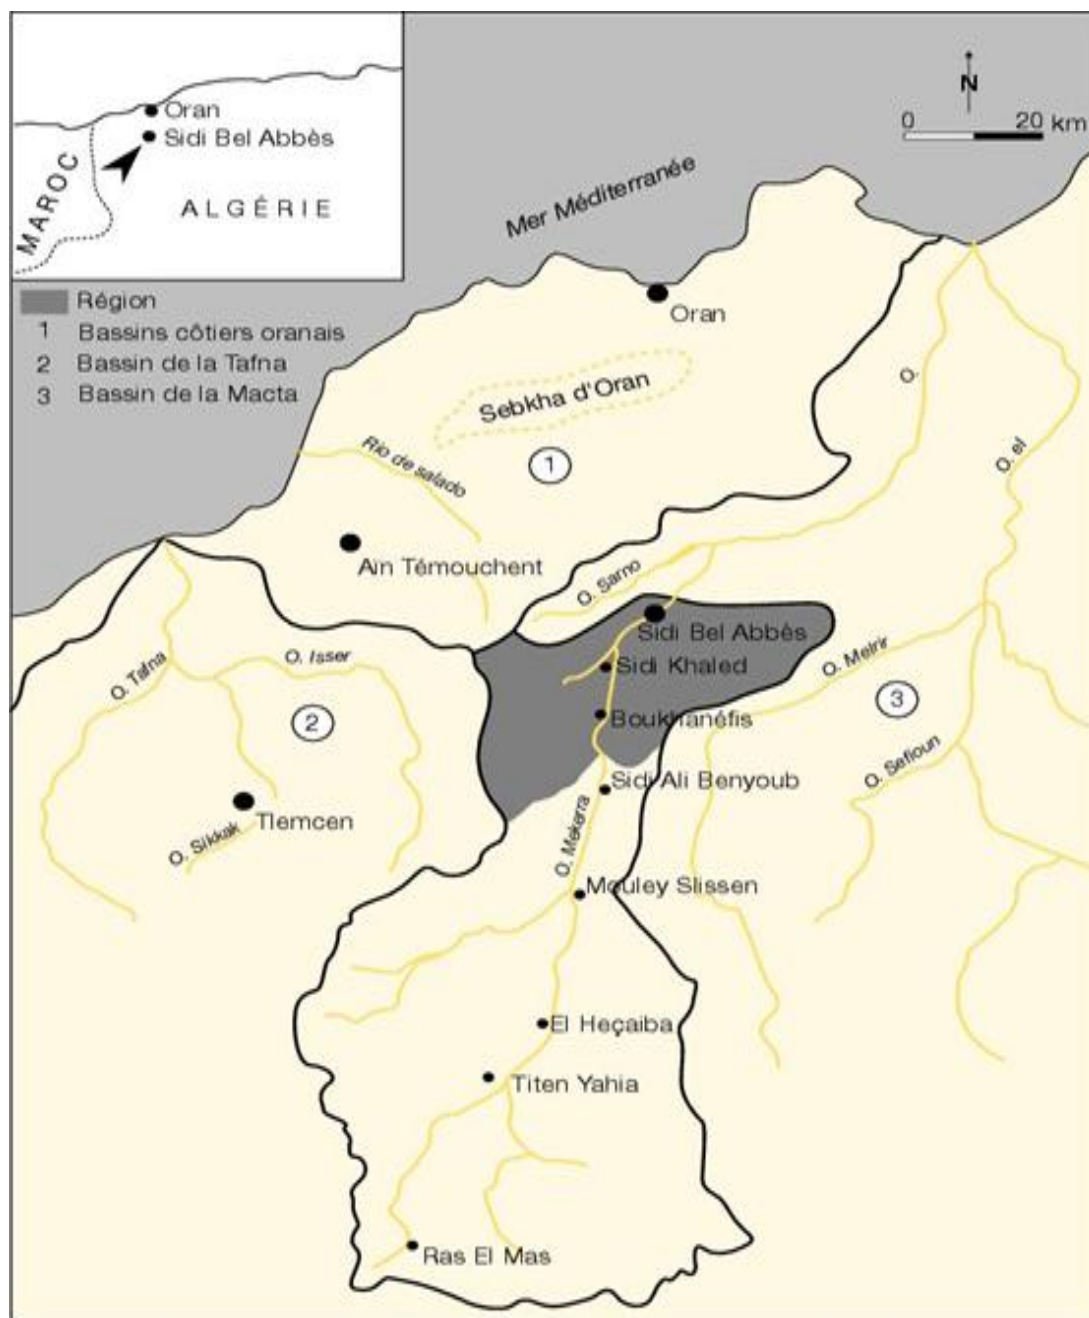 Oran
Sidi Bel Abbès
MAROC
ALGÉRIE
N
0 20 km
Mer Méditerranée
Région
1 Bassins côtiers oranais
2 Bassin de la Tafna
3 Bassin de la Macta
Oran
Sebkha d'Oran
O.
Rio de salado
1
O. el
Aïn Témouchent
O. Sarno
Sidi Bel Abbès
O. Isser
Sidi Khaled
O. Melrir
O. Tafna
3
2
Boukhanéfis
O. Sefioun
Sidi Ali Benyoub
Tlemcen
O. Sikkak
O. Mekerra
Mouley Slissen
El Heçaiba
Titen Yahia
Ras El Mas